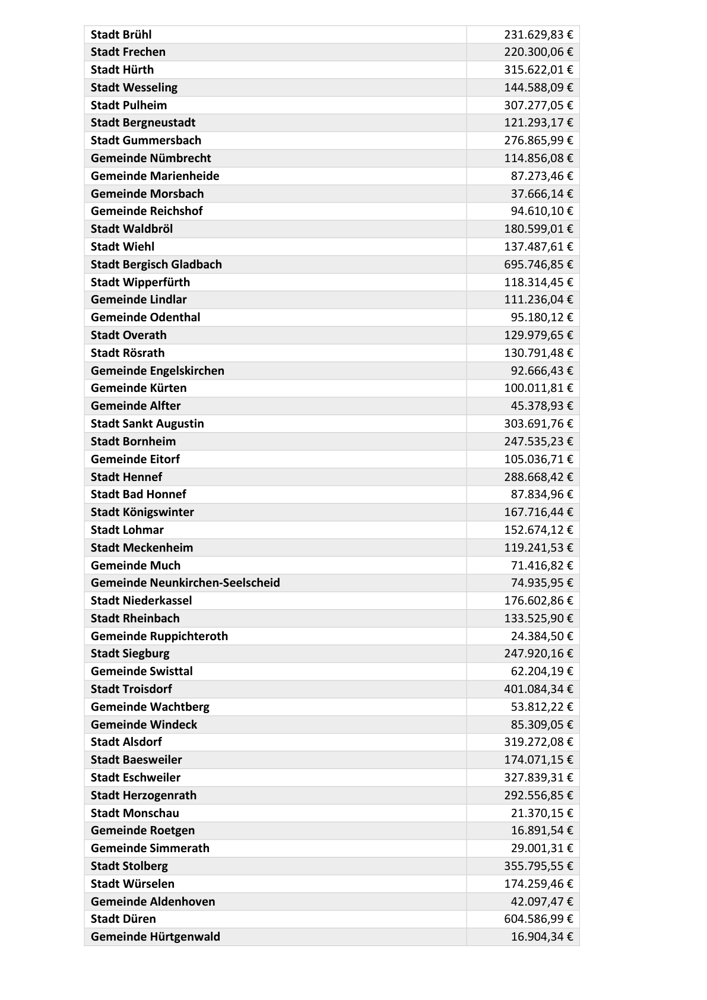 Stadt Brühl 231.629,83 €
Stadt Frechen 220.300,06 €
Stadt Hürth 315.622,01 €
Stadt Wesseling 144.588,09 €
Stadt Pulheim 307.277,05 €
Stadt Bergneustadt 121.293,17 €
Stadt Gummersbach 276.865,99 €
Gemeinde Nümbrecht 114.856,08 €
Gemeinde Marienheide 87.273,46 €
Gemeinde Morsbach 37.666,14 €
Gemeinde Reichshof 94.610,10 €
Stadt Waldbröl 180.599,01 €
Stadt Wiehl 137.487,61 €
Stadt Bergisch Gladbach 695.746,85 €
Stadt Wipperfürth 118.314,45 €
Gemeinde Lindlar 111.236,04 €
Gemeinde Odenthal 95.180,12 €
Stadt Overath 129.979,65 €
Stadt Rösrath 130.791,48 €
Gemeinde Engelskirchen 92.666,43 €
Gemeinde Kürten 100.011,81 €
Gemeinde Alfter 45.378,93 €
Stadt Sankt Augustin 303.691,76 €
Stadt Bornheim 247.535,23 €
Gemeinde Eitorf 105.036,71 €
Stadt Hennef 288.668,42 €
Stadt Bad Honnef 87.834,96 €
Stadt Königswinter 167.716,44 €
Stadt Lohmar 152.674,12 €
Stadt Meckenheim 119.241,53 €
Gemeinde Much 71.416,82 €
Gemeinde Neunkirchen-Seelscheid 74.935,95 €
Stadt Niederkassel 176.602,86 €
Stadt Rheinbach 133.525,90 €
Gemeinde Ruppichteroth 24.384,50 €
Stadt Siegburg 247.920,16 €
Gemeinde Swisttal 62.204,19 €
Stadt Troisdorf 401.084,34 €
Gemeinde Wachtberg 53.812,22 €
Gemeinde Windeck 85.309,05 €
Stadt Alsdorf 319.272,08 €
Stadt Baesweiler 174.071,15 €
Stadt Eschweiler 327.839,31 €
Stadt Herzogenrath 292.556,85 €
Stadt Monschau 21.370,15 €
Gemeinde Roetgen 16.891,54 €
Gemeinde Simmerath 29.001,31 €
Stadt Stolberg 355.795,55 €
Stadt Würselen 174.259,46 €
Gemeinde Aldenhoven 42.097,47 €
Stadt Düren 604.586,99 €
Gemeinde Hürtgenwald 16.904,34 €